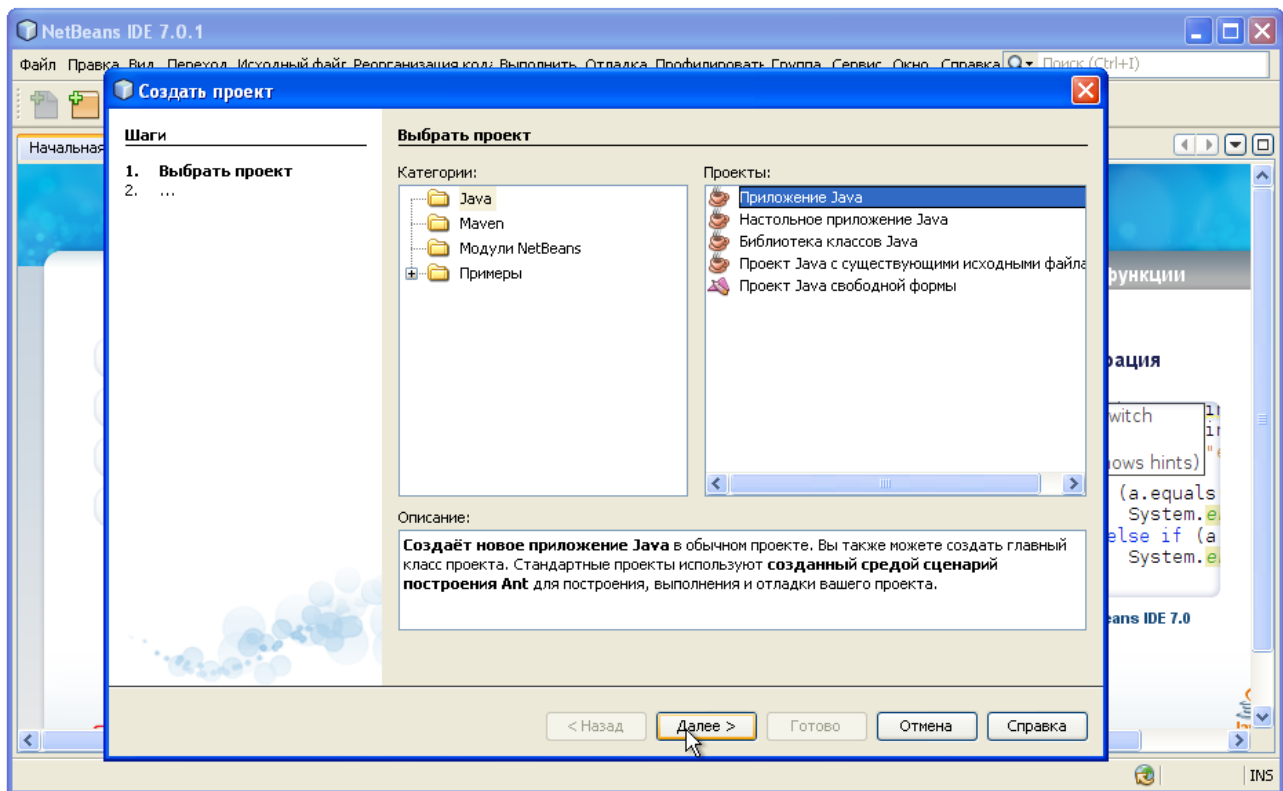 NetBeans IDE 7.0.1
Файл Правка Вид Переход Исходный файл Реорганизация кода Выполнить Отладка Профилировать Группа Сервис Окно Справка Поиск (Ctrl+I)
Создать проект
Начальная
Шаги
1. Выбрать проект
2. ...
Выбрать проект
Категории:
Java
Maven
Модули NetBeans
Примеры
Проекты:
Приложение Java
Настольное приложение Java
Библиотека классов Java
Проект Java с существующими исходными файла
Проект Java свободной формы
Описание:
Создаёт новое приложение Java в обычном проекте. Вы также можете создать главный
класс проекта. Стандартные проекты используют созданный средой сценарий
построения Ant для построения, выполнения и отладки вашего проекта.
функции
рация
witch
ows hints)
(a.equals
System.e
else if (a
System.e
eans IDE 7.0
< Назад
Далее >
Готово
Отмена
Справка
INS